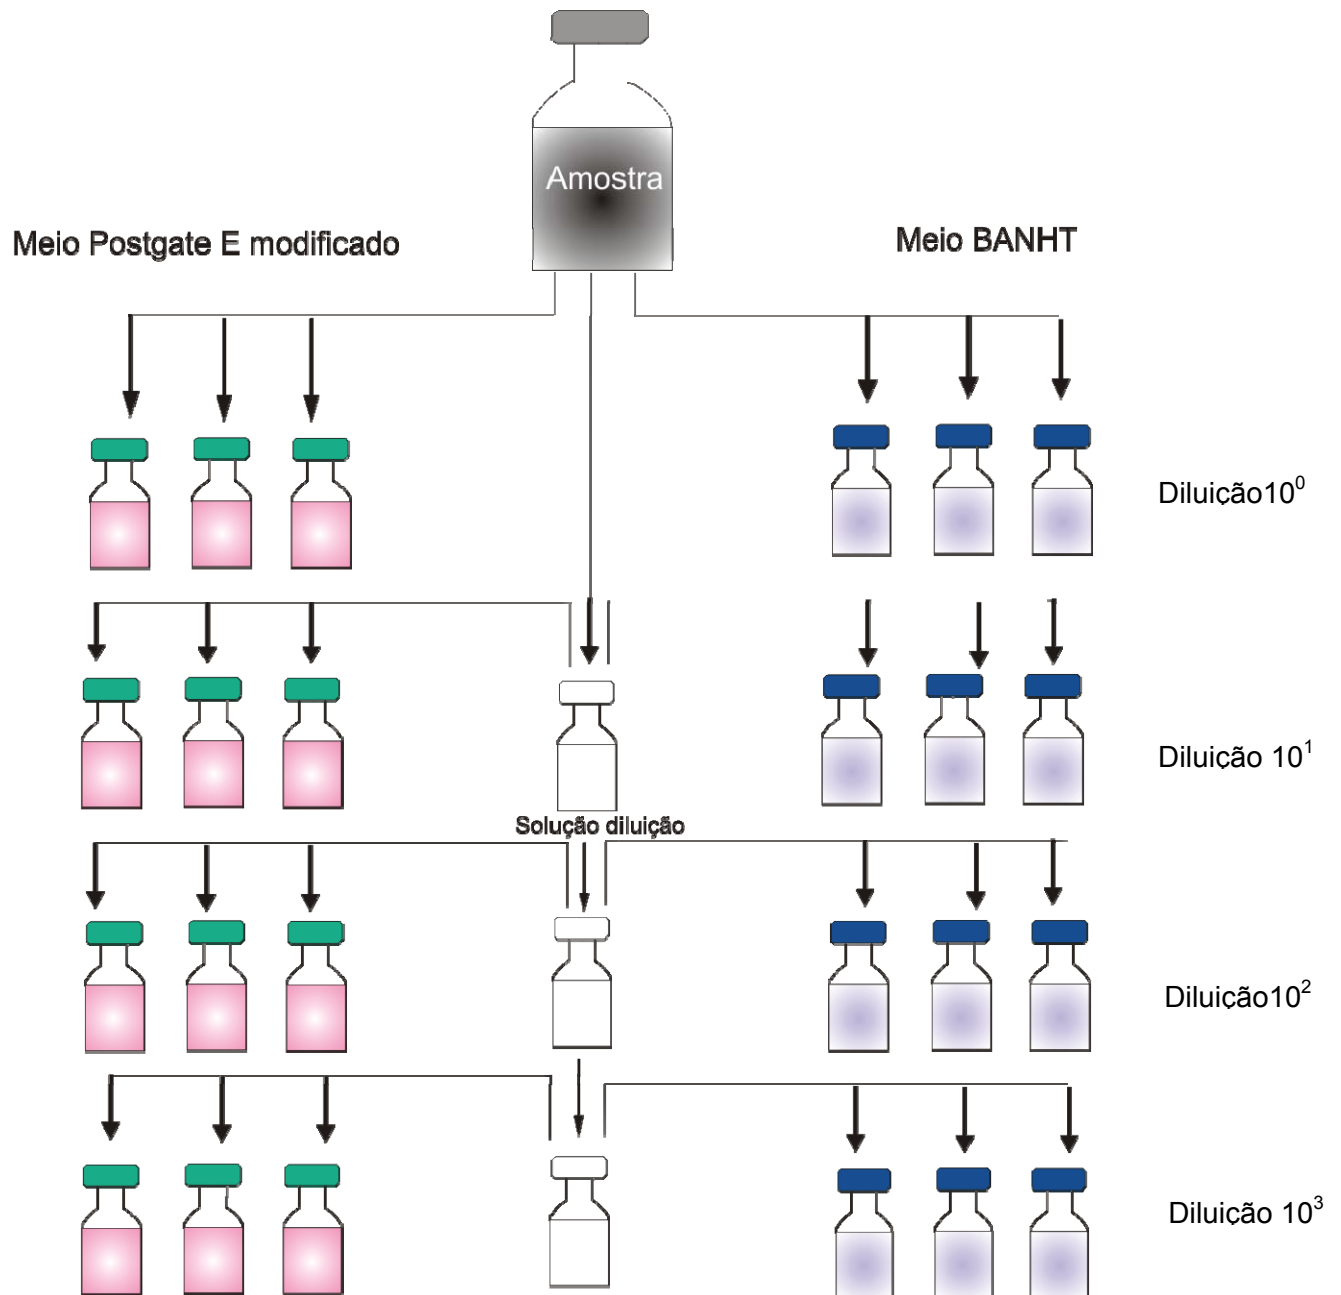 Amostra
Meio Postgate E modificado
Meio BANHT
Diluição10⁰
Diluição 10¹
Solução diluição
Diluição10²
Diluição 10³